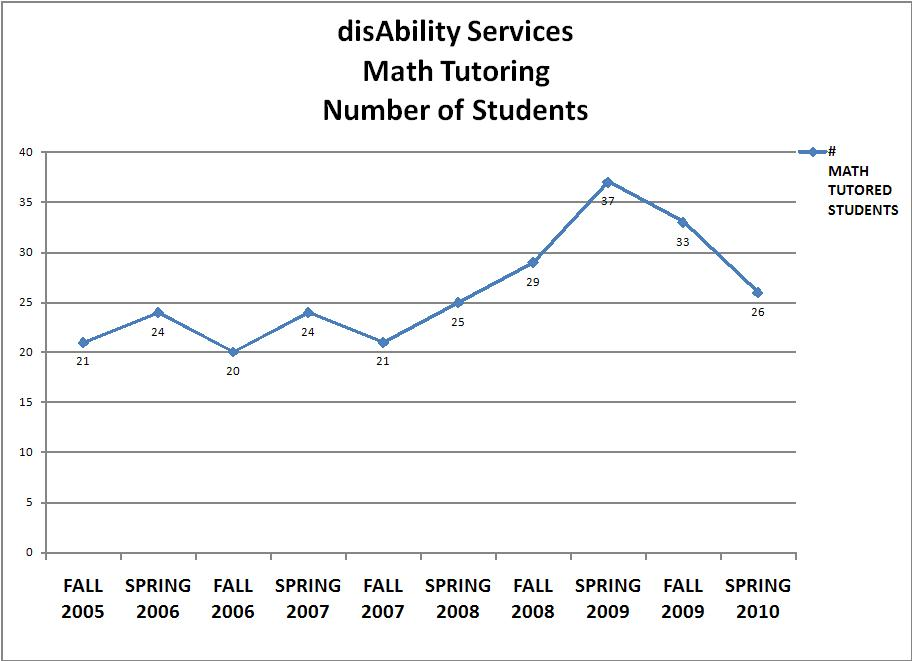 disAbility Services
Math Tutoring
Number of Students
40
35
30
25
20
15
10
5
0
21
24
20
24
21
25
29
37
33
26
#
MATH
TUTORED
STUDENTS
FALL SPRING FALL SPRING FALL SPRING FALL SPRING FALL SPRING
2005 2006 2006 2007 2007 2008 2008 2009 2009 2010